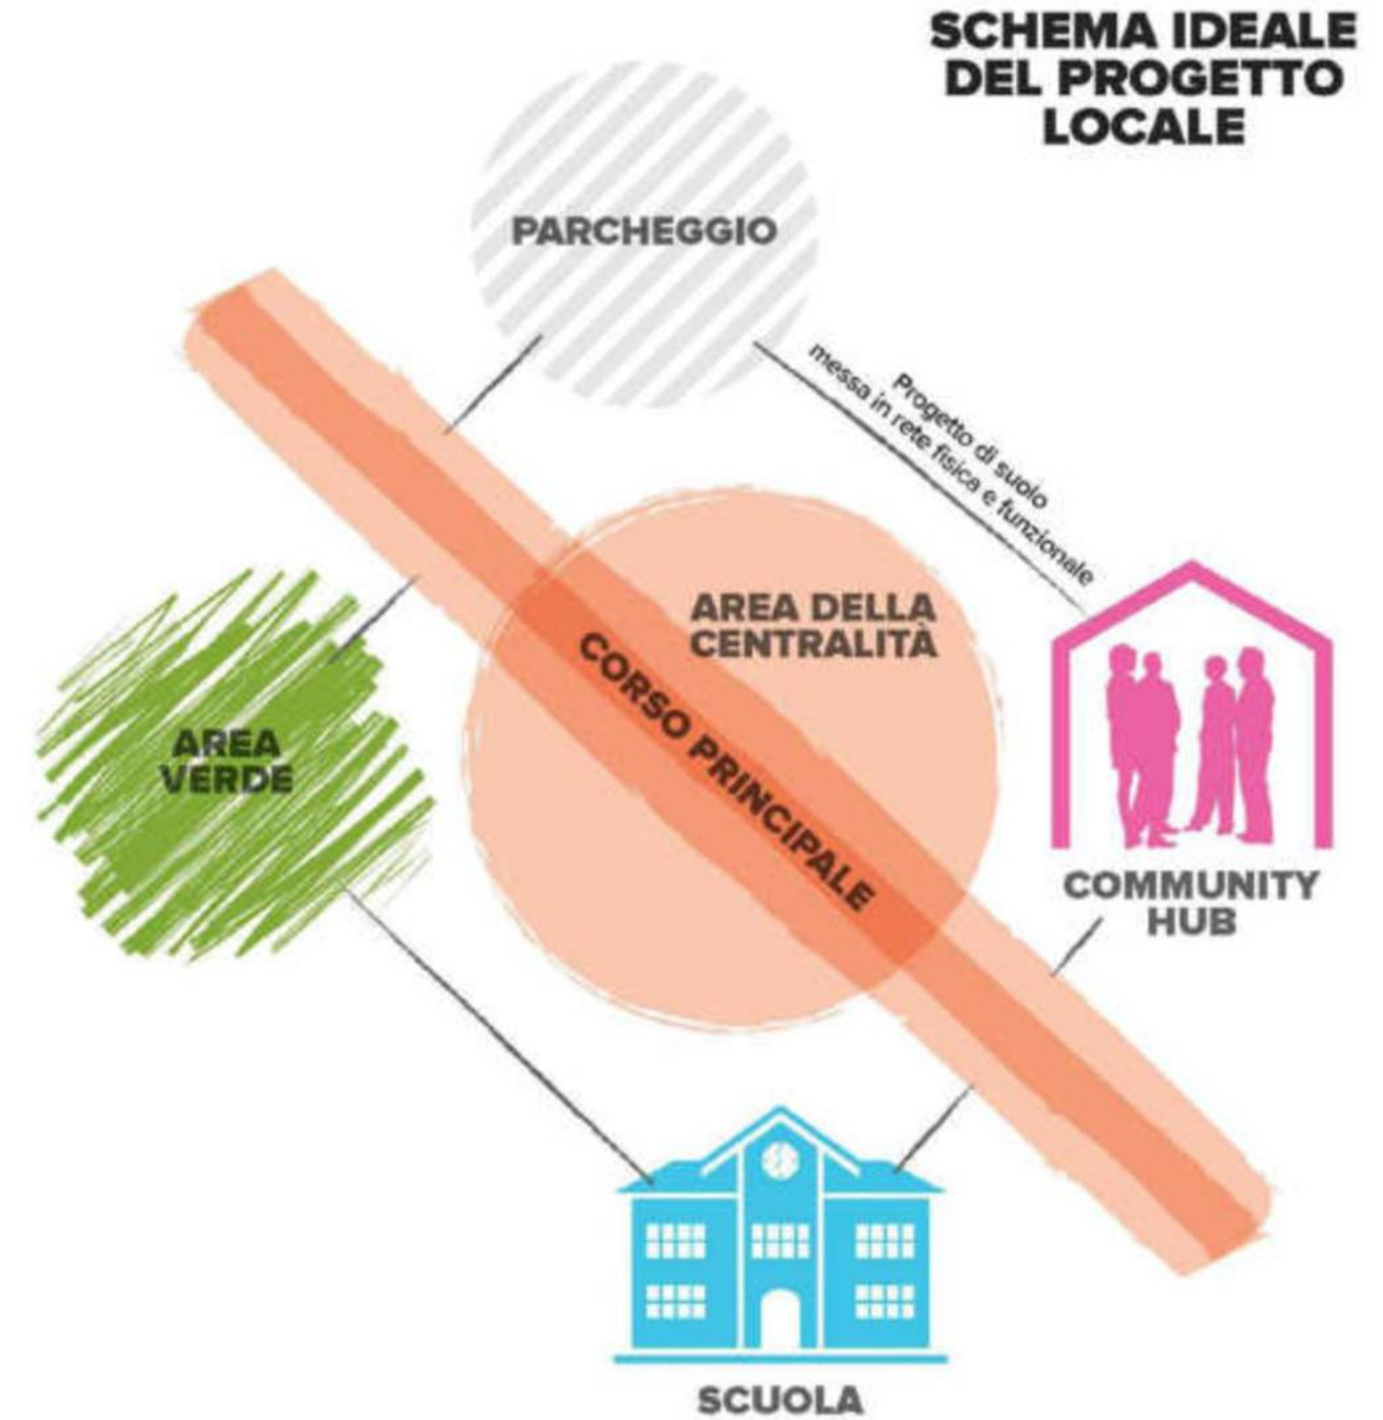 SCHEMA IDEALE
DEL PROGETTO
LOCALE
PARCHEGGIO
Progetto di suolo
messa in rete fisica e funzionale
AREA DELLA
CENTRALITÀ
CORSO PRINCIPALE
AREA
VERDE
COMMUNITY
HUB
SCUOLA